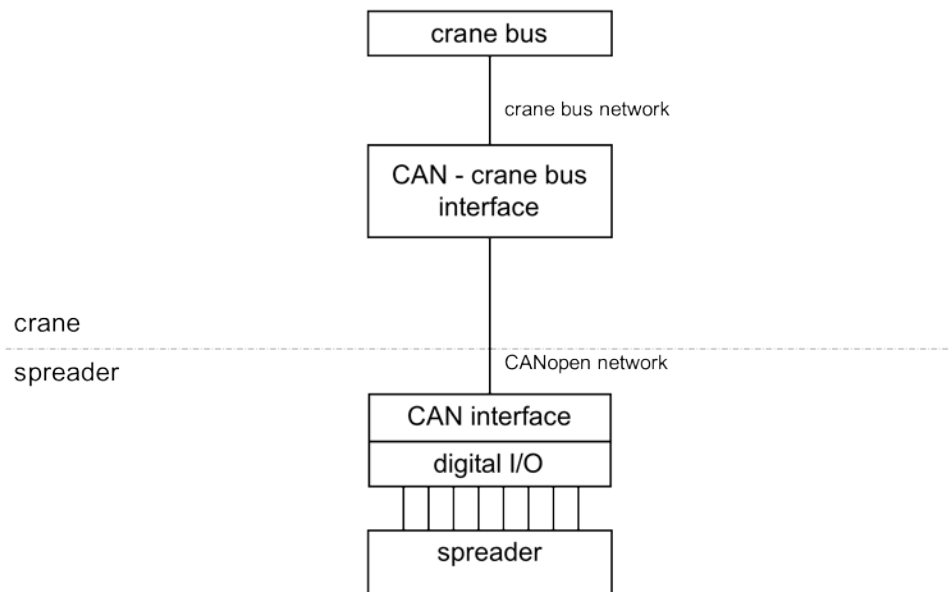 crane bus
crane bus network
CAN - crane bus
interface
crane
CANopen network
spreader
CAN interface
digital I/O
spreader